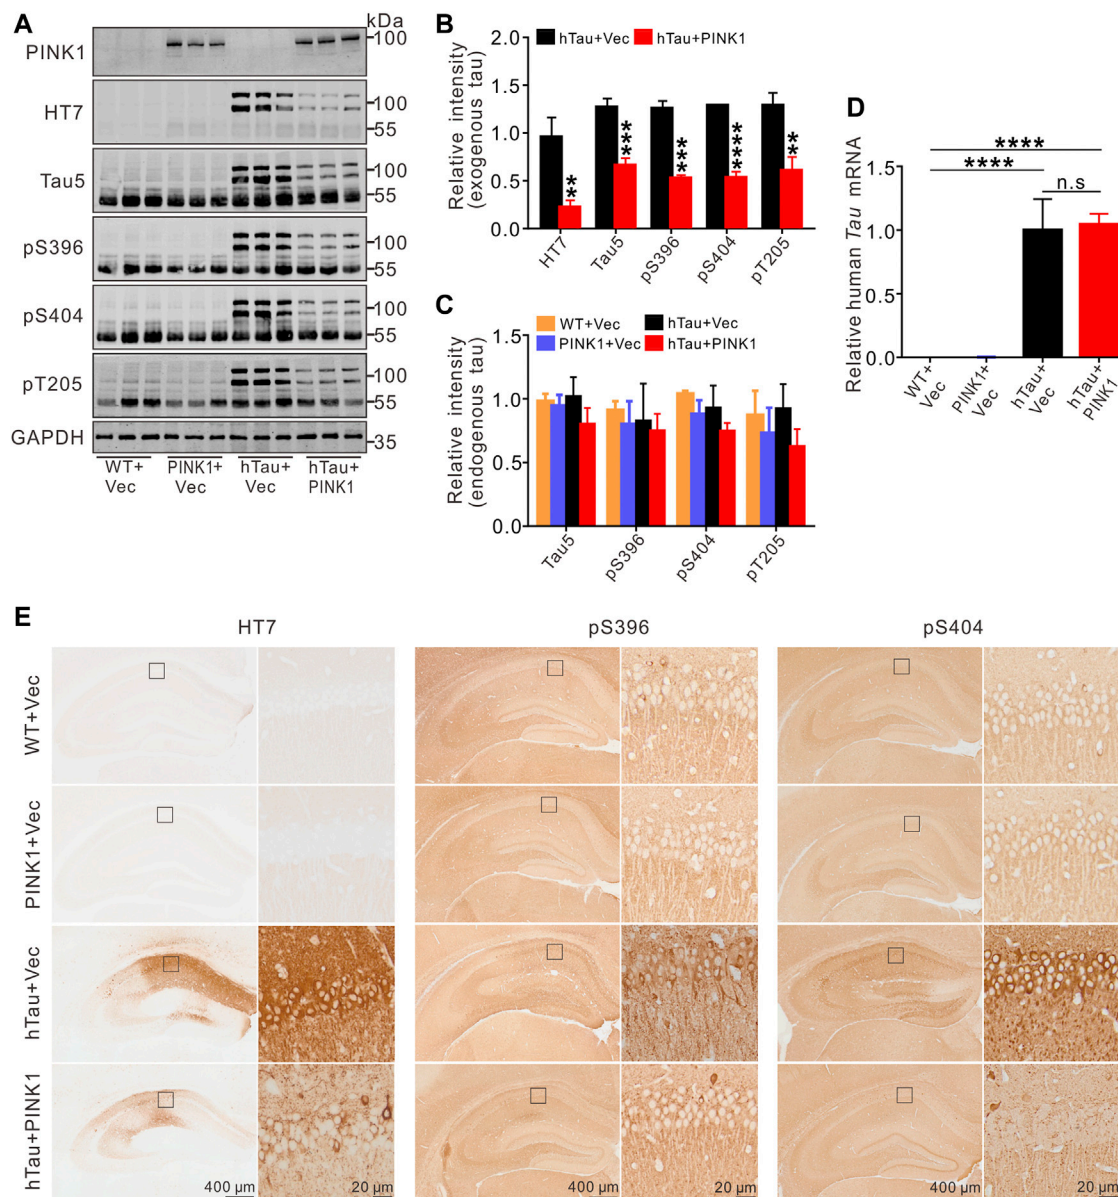 A
kDa
PINK1
100
HT7
100
55
Tau5
100
55
pS396
100
55
pS404
100
55
pT205
100
55
GAPDH
35
WT+ PINK1+ hTau+ hTau+
Vec Vec Vec PINK1
B
hTau+Vec hTau+PINK1
Relative intensity
(exogenous tau)
2.0
1.5
1.0
0.5
0.0
** *** *** **** **
HT7 Tau5 pS396 pS404 pT205
C
WT+Vec hTau+Vec
PINK1+Vec hTau+PINK1
Relative intensity
(endogenous tau)
1.5
1.0
0.5
0.0
Tau5 pS396 pS404 pT205
D
Relative human Tau mRNA
****
****
n.s
1.5
1.0
0.5
0.0
WT+
Vec
PINK1+
Vec
hTau+
Vec
hTau+
PINK1
E
HT7 pS396 pS404
WT+Vec
PINK1+Vec
hTau+Vec
hTau+PINK1
400 µm 20 µm 400 µm 20 µm 400 µm 20 µm